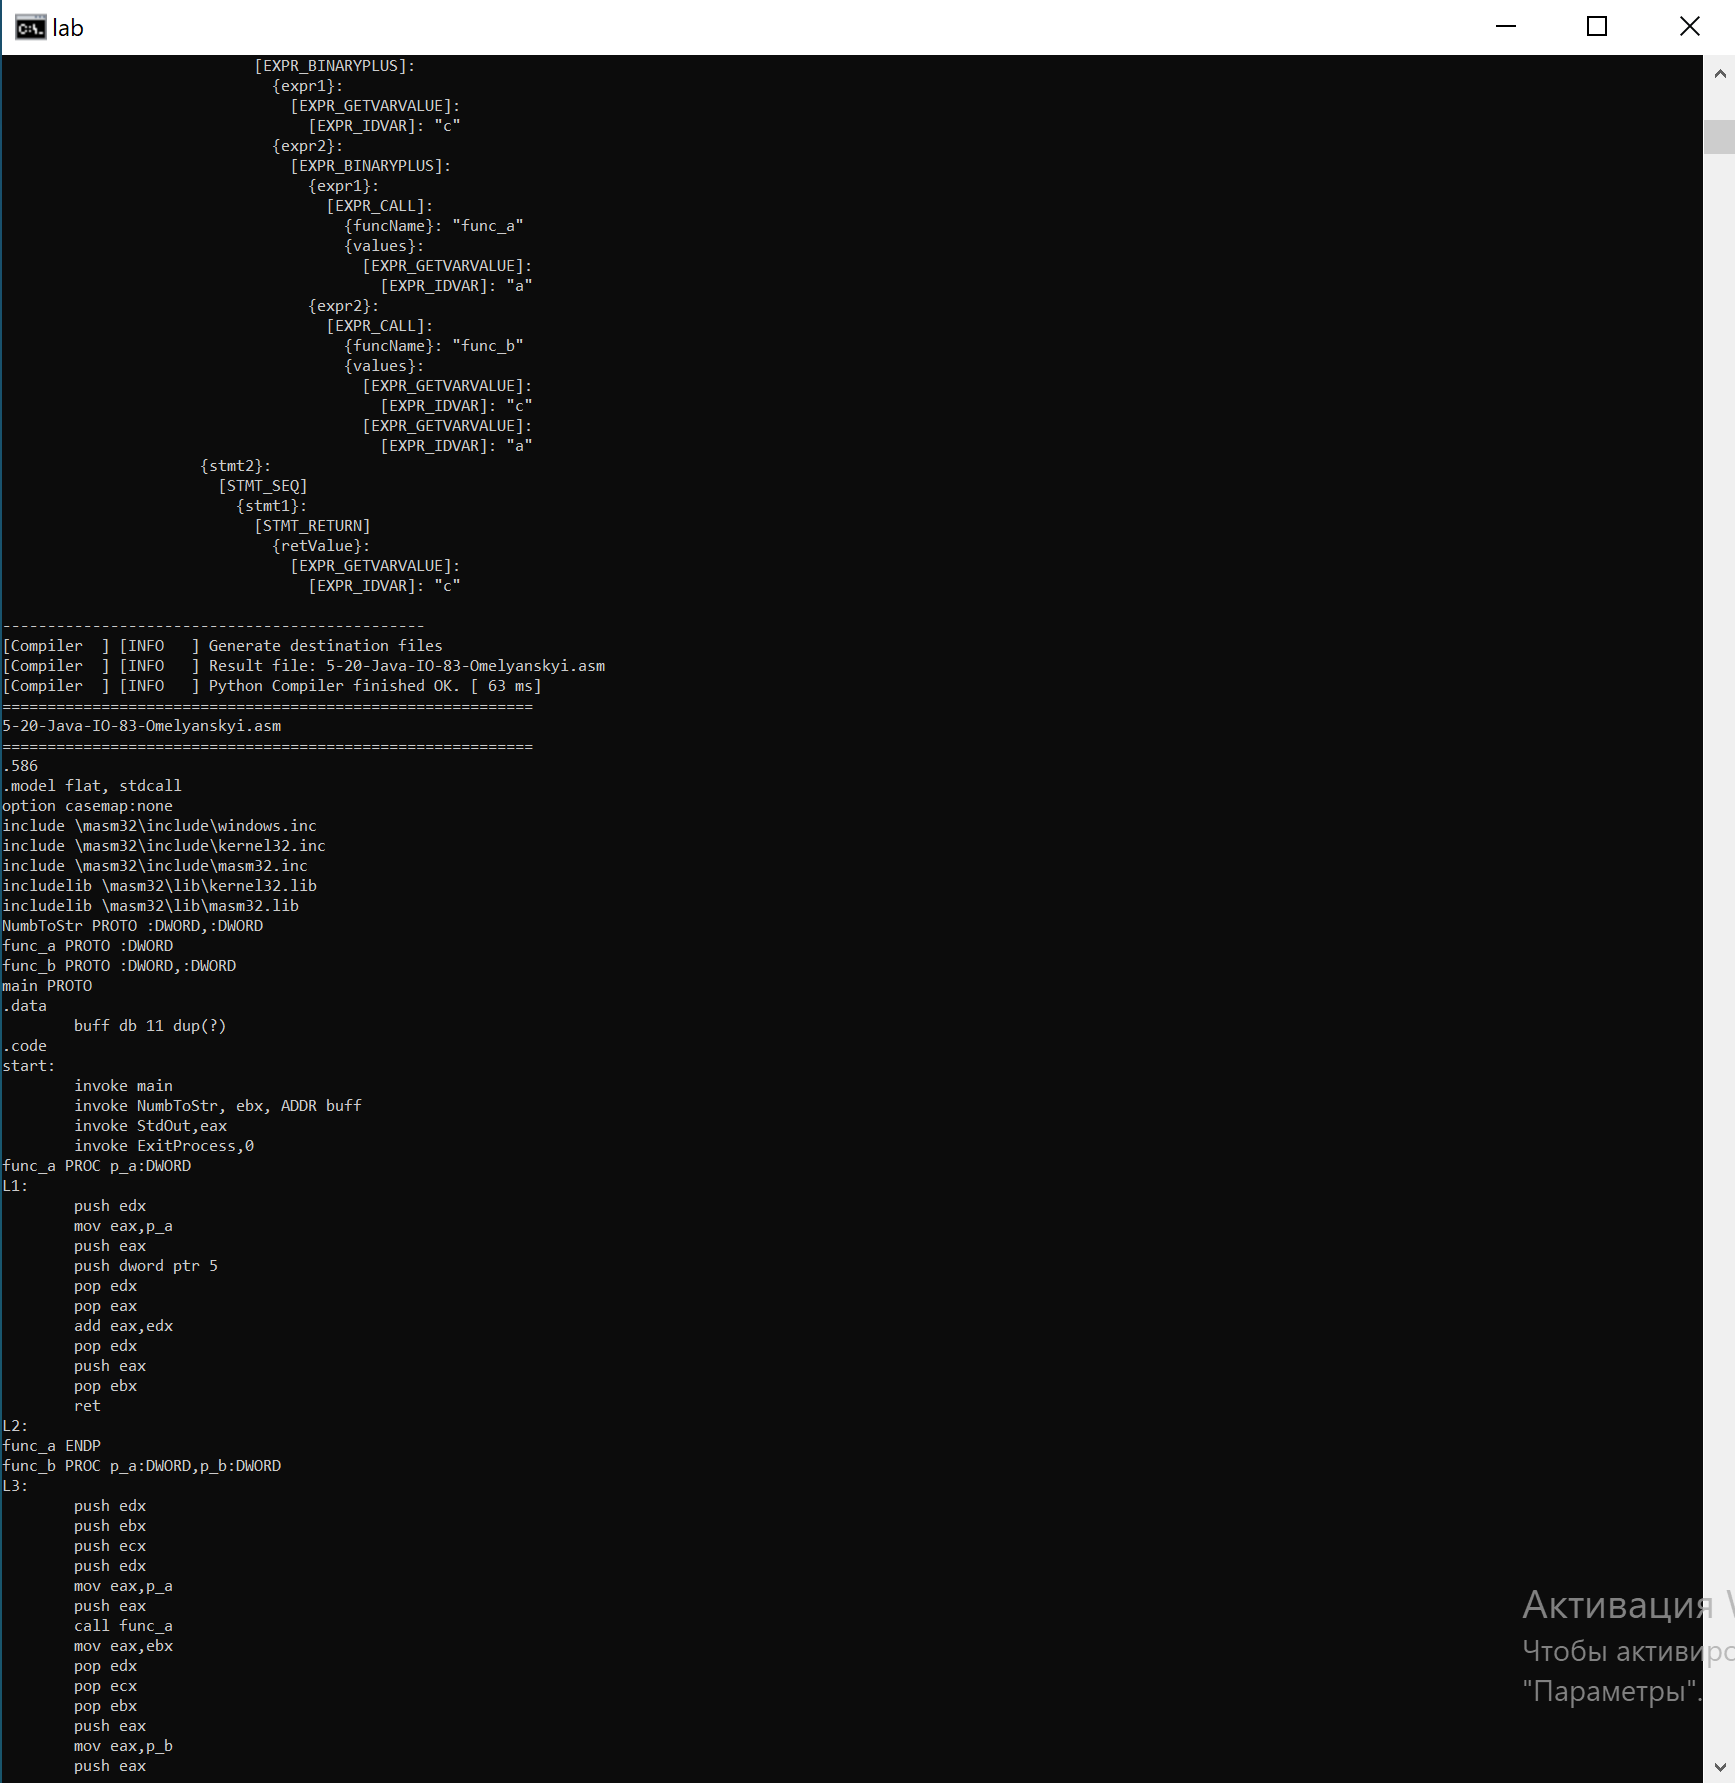 lab
[EXPR_BINARYPLUS]:
{expr1}:
[EXPR_GETVARVALUE]:
[EXPR_IDVAR]: "c"
{expr2}:
[EXPR_BINARYPLUS]:
{expr1}:
[EXPR_CALL]:
{funcName}: "func_a"
{values}:
[EXPR_GETVARVALUE]:
[EXPR_IDVAR]: "a"
{expr2}:
[EXPR_CALL]:
{funcName}: "func_b"
{values}:
[EXPR_GETVARVALUE]:
[EXPR_IDVAR]: "c"
[EXPR_GETVARVALUE]:
[EXPR_IDVAR]: "a"
{stmt2}:
[STMT_SEQ]
{stmt1}:
[STMT_RETURN]
{retValue}:
[EXPR_GETVARVALUE]:
[EXPR_IDVAR]: "c"
-----------------------------------------------
[Compiler  ] [INFO   ] Generate destination files
[Compiler  ] [INFO   ] Result file: 5-20-Java-IO-83-Omelyanskyi.asm
[Compiler  ] [INFO   ] Python Compiler finished OK. [ 63 ms]
===========================================================
5-20-Java-IO-83-Omelyanskyi.asm
===========================================================
.586
.model flat, stdcall
option casemap:none
include \masm32\include\windows.inc
include \masm32\include\kernel32.inc
include \masm32\include\masm32.inc
includelib \masm32\lib\kernel32.lib
includelib \masm32\lib\masm32.lib
NumbToStr PROTO :DWORD,:DWORD
func_a PROTO :DWORD
func_b PROTO :DWORD,:DWORD
main PROTO
.data
buff db 11 dup(?)
.code
start:
invoke main
invoke NumbToStr, ebx, ADDR buff
invoke StdOut,eax
invoke ExitProcess,0
func_a PROC p_a:DWORD
L1:
push edx
mov eax,p_a
push eax
push dword ptr 5
pop edx
pop eax
add eax,edx
pop edx
push eax
pop ebx
ret
L2:
func_a ENDP
func_b PROC p_a:DWORD,p_b:DWORD
L3:
push edx
push ebx
push ecx
push edx
mov eax,p_a
push eax
call func_a
mov eax,ebx
pop edx
pop ecx
pop ebx
push eax
mov eax,p_b
push eax
Активация
Чтобы
"Параметры".